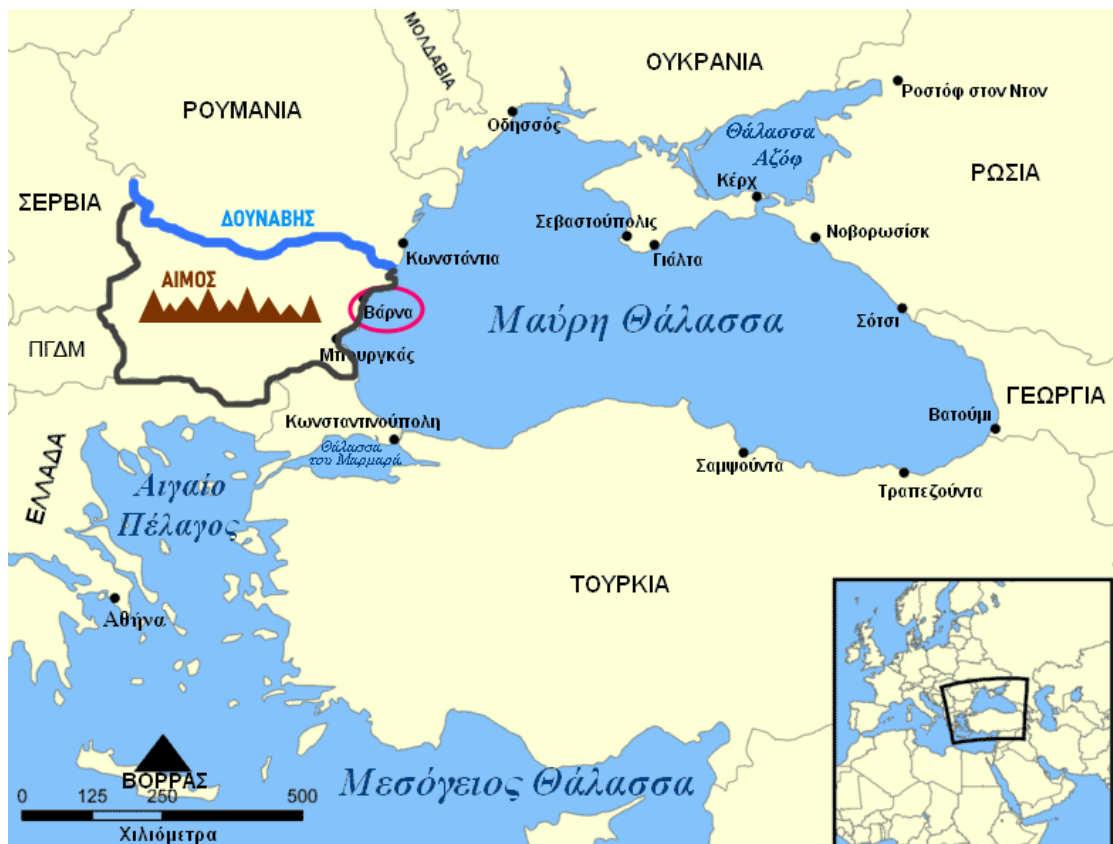 ΜΟΛΔΑΒΙΑ
ΟΥΚΡΑΝΙΑ
Ροστόφ στον Ντον
ΡΟΥΜΑΝΙΑ
Οδησσός
Θάλασσα
Αζόφ
ΡΩΣΙΑ
Κέρχ
ΣΕΡΒΙΑ
ΔΟΥΝΑΒΗΣ
Σεβαστούπολις
Νοβορωσίσκ
Κωνστάντια
Γιάλτα
ΑΙΜΟΣ
Βάρνα
Μαύρη Θάλασσα
Σότσι
ΠΓΔΜ
Μπουργκάς
ΓΕΩΡΓΙΑ
Βατούμι
Κωνσταντινούπολη
Θάλασσα
του Μαρμαρά
ΕΛΛΑΔΑ
Σαμψούντα
Τραπεζούντα
Αιγαίο
Πέλαγος
ΤΟΥΡΚΙΑ
Αθήνα
ΒΟΡΡΑΣ
Μεσόγειος Θάλασσα
0 125 250 500
Χιλιόμετρα